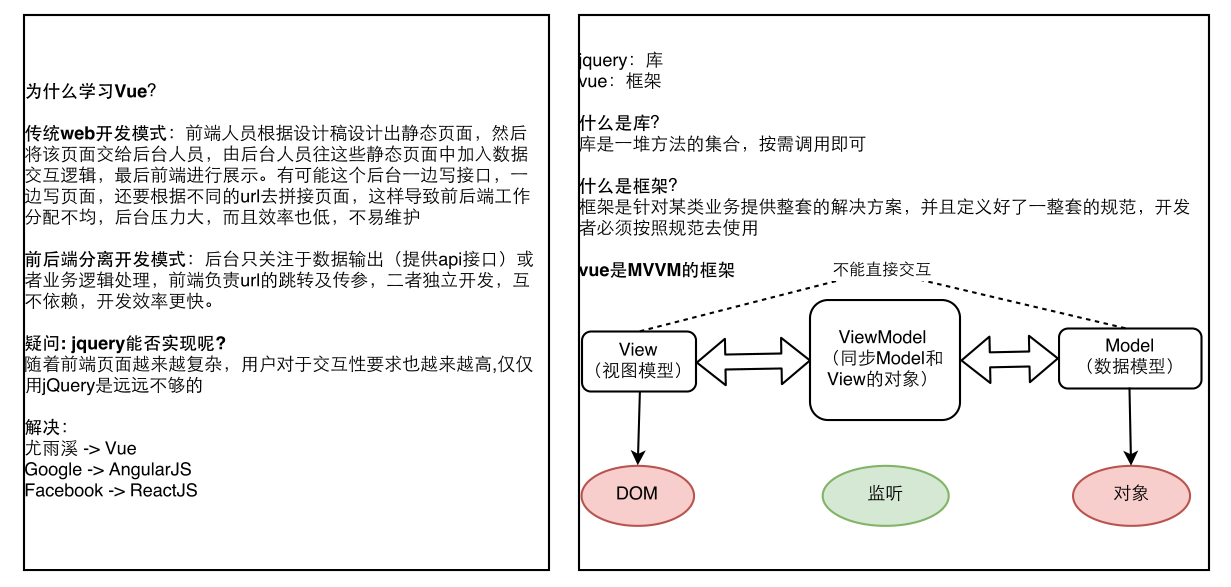 为什么学习Vue?
传统web开发模式：前端人员根据设计稿设计出静态页面，然后
将该页面交给后台人员，由后台人员往这些静态页面中加入数据
交互逻辑，最后前端进行展示。有可能这个后台一边写接口，一
边写页面，还要根据不同的url去拼接页面，这样导致前后端工作
分配不均，后台压力大，而且效率也低，不易维护
前后端分离开发模式：后台只关注于数据输出（提供api接口）或
者业务逻辑处理，前端负责url的跳转及传参，二者独立开发，互
不依赖，开发效率更快。
疑问: jquery能否实现呢?
随着前端页面越来越复杂，用户对于交互性要求也越来越高,仅仅
用jQuery是远远不够的
解决：
尤雨溪 -> Vue
Google -> AngularJS
Facebook -> ReactJS
jquery：库
vue：框架
什么是库?
库是一堆方法的集合，按需调用即可
什么是框架?
框架是针对某类业务提供整套的解决方案，并且定义好了一整套的规范，开发
者必须按照规范去使用
vue是MVVM的框架
不能直接交互
View
（视图模型）
ViewModel
（同步Model和
View的对象）
Model
（数据模型）
DOM
监听
对象